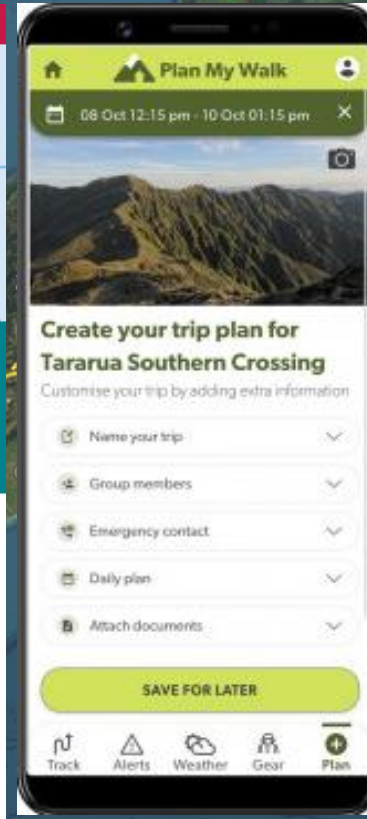 Plan My Walk
08 Oct 12:15 pm - 10 Oct 01:15 pm
Create your trip plan for
Tararua Southern Crossing
Customise your trip by adding extra information
Name your trip
Group members
Emergency contact
Daily plan
Attach documents
SAVE FOR LATER
Track Alerts Weather Gear Plan